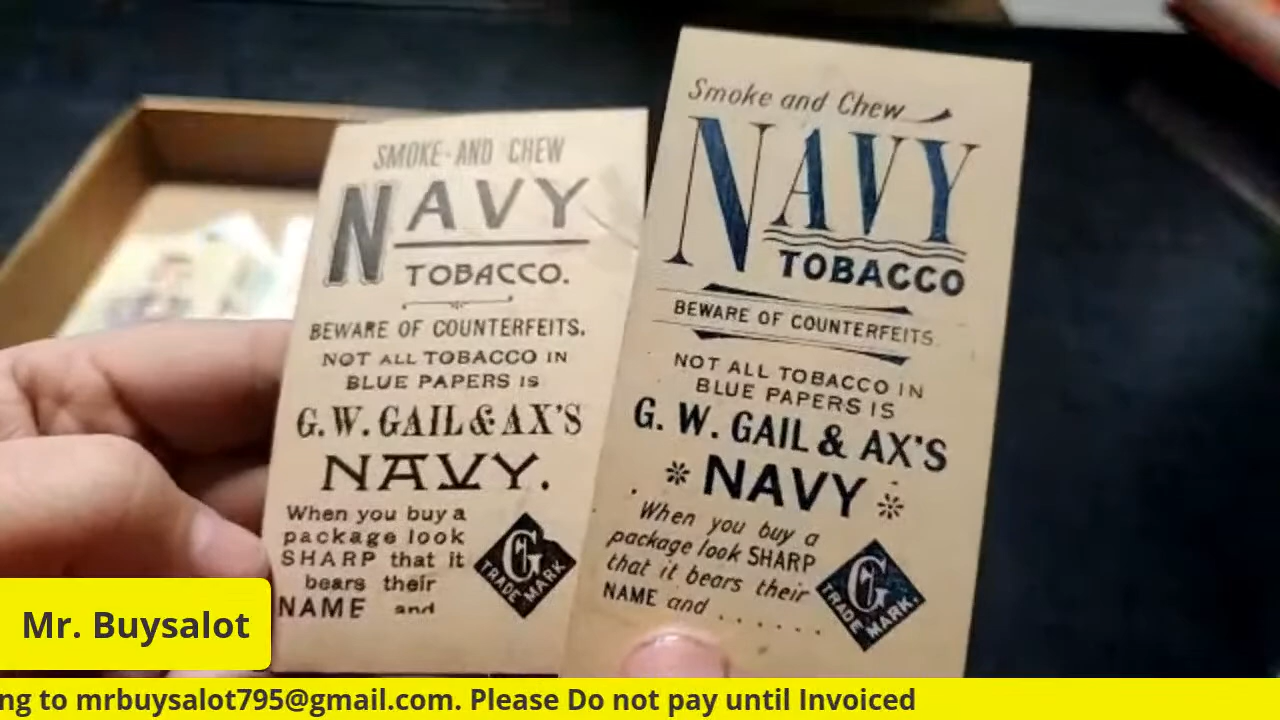 SMOKE-AND CHEW
NAVY
TOBACCO.
BEWARE OF COUNTERFEITS.
NOT ALL TOBACCO IN
BLUE PAPERS IS
G. W. GAIL & AX'S
NAVY.
When you buy a
package look
SHARP that it
bears their
NAME and
G
TRADE MARK
Smoke and Chew
NAVY
TOBACCO
BEWARE OF COUNTERFEITS.
NOT ALL TOBACCO IN
BLUE PAPERS IS
G. W. GAIL & AX'S
* NAVY *
When you buy a
package look SHARP
that it bears their
NAME and . . . . . .
G
TRADE MARK.
Mr. Buysalot
ng to mrbuysalot795@gmail.com. Please Do not pay until Invoiced